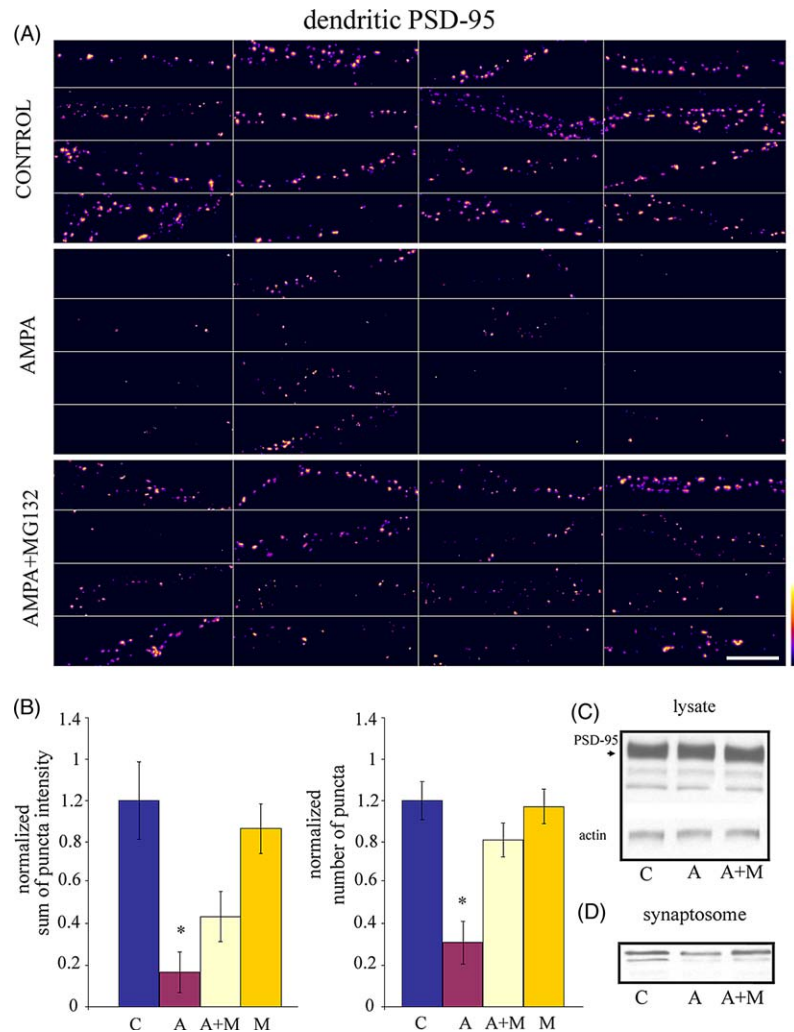 dendritic PSD-95
(A)
CONTROL
AMPA
AMPA+MG132
(B)
normalized
sum of puncta intensity
1.4
1
1.2
0.8
0.6
0.4
0.2
0
*
C A A+M M
normalized
number of puncta
1.4
1
1.2
0.8
0.6
0.4
0.2
0
*
C A A+M M
(C)
lysate
PSD-95
actin
C A A+M
(D)
synaptosome
C A A+M